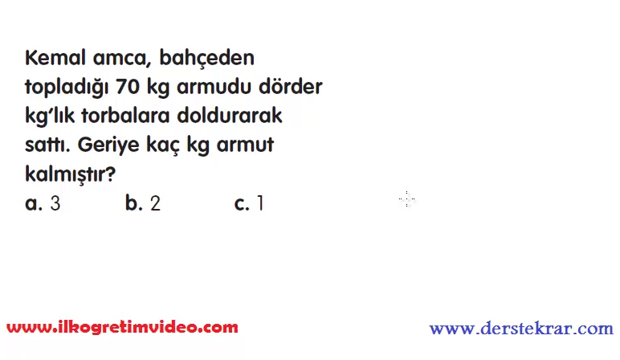 Kemal amca, bahçeden
topladığı 70 kg armudu dörder
kg'lık torbalara doldurarak
sattı. Geriye kaç kg armut
kalmıştır?
a. 3 b. 2 c. 1
www.ilkogretimvideo.com www.derstekrar.com